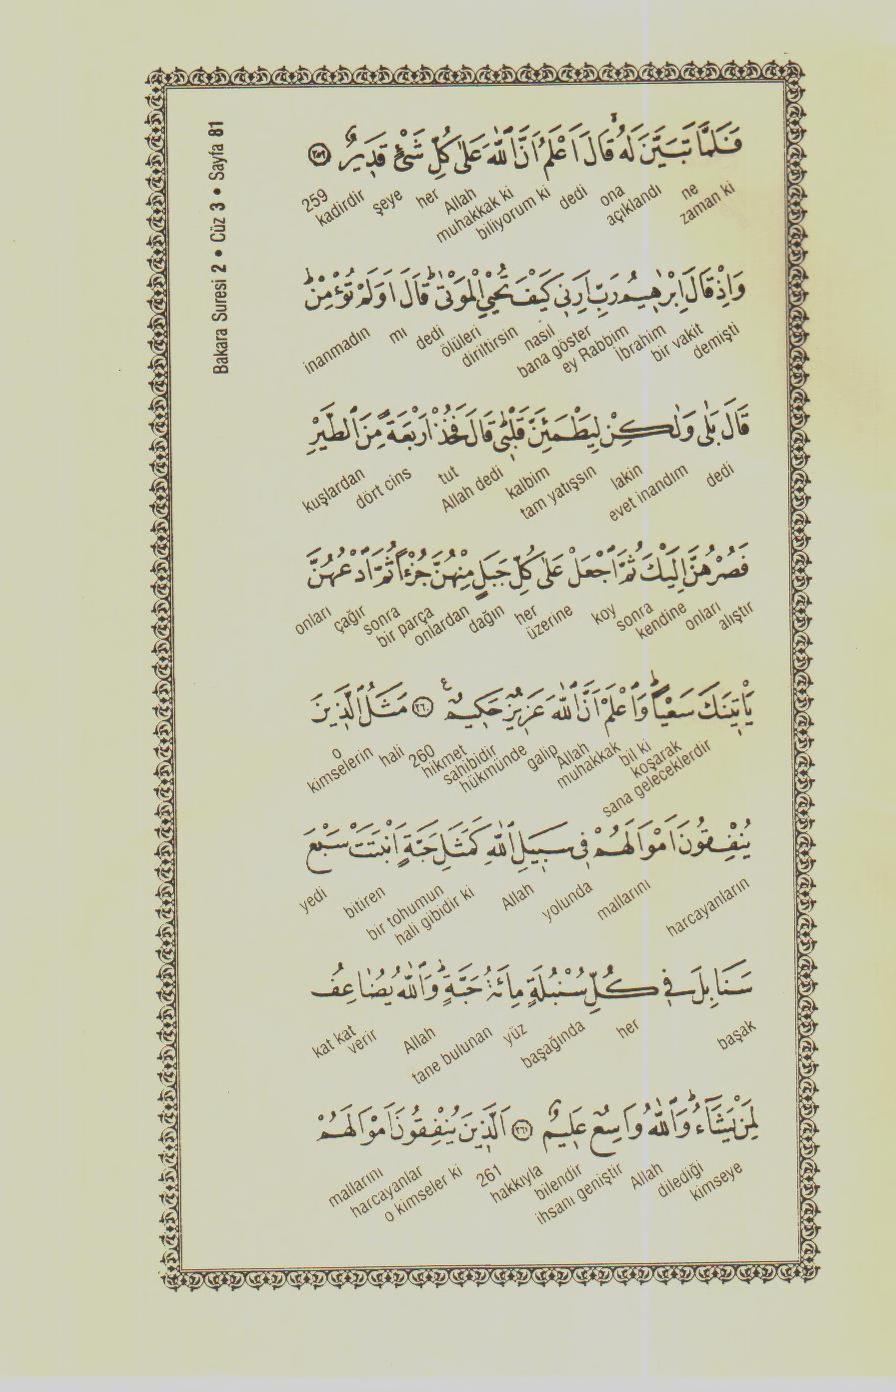 Bakara Suresi 2 • Cüz 3 • Sayfa 81
فَلَمَّا تَبَيَّنَ لَهُۙ قَالَ اَعْلَمُ اَنَّ اللّٰهَ عَلٰى كُلِّ شَىْءٍ قَد۪يرٌ ﴿٢٥٩﴾
ne zaman ki açıklandı ona dedi biliyorum ki muhakkak ki Allah her şeye kadirdir 259
وَاِذْ قَالَ اِبْرٰه۪يمُ رَبِّ اَرِن۪ي كَيْفَ تُحْيِي الْمَوْتٰىۜ قَالَ اَوَلَمْ تُؤْمِنْۜ
demişti bir vakit İbrahim ey Rabbim bana göster nasıl diriltirsin ölüleri dedi mı inanmadın
قَالَ بَلٰى وَلٰكِنْ لِيَطْمَئِنَّ قَلْب۪يۜ قَالَ فَخُذْ اَرْبَعَةً مِنَ الطَّيْرِ
dedi evet inandım lakin tam yatışsın kalbim Allah dedi tut dört cins kuşlardan
فَصُرْهُنَّ اِلَيْكَ ثُمَّ اجْعَلْ عَلٰى كُلِّ جَبَلٍ مِنْهُنَّ جُزْءًا ثُمَّ ادْعُهُنَّ
alıştır onları kendine sonra koy üzerine her dağın onlardan bir parça sonra çağır onları
يَأْت۪ينَكَ سَعْيًاۜ وَاعْلَمْ اَنَّ اللّٰهَ عَز۪يزٌ حَك۪يمٌ۟ ﴿٢٦٠﴾ مَثَلُ الَّذ۪ينَ
sana geleceklerdir koşarak bil ki muhakkak Allah galip hükmünde sahibidir hikmet 260 hali kimselerin o
يُنْفِقُونَ اَمْوَالَهُمْ ف۪ي سَب۪يلِ اللّٰهِ كَمَثَلِ حَبَّةٍ اَنْبَتَتْ سَبْعَ
harcayanların mallarını yolunda Allah hali gibidir ki bir tohumun bitiren yedi
سَنَابِلَ ف۪ي كُلِّ سُنْبُلَةٍ مِائَةُ حَبَّةٍۜ وَاللّٰهُ يُضَاعِفُ
başak her başağında yüz tane bulunan Allah verir kat kat
لِمَنْ يَشَٓاءُۜ وَاللّٰهُ وَاسِعٌ عَل۪يمٌ ﴿٢٦١﴾ اَلَّذ۪ينَ يُنْفِقُونَ اَمْوَالَهُمْ
kimseye dilediği Allah ihsanı geniştir bilendir hakkıyla 261 o kimseler ki harcayanlar mallarını